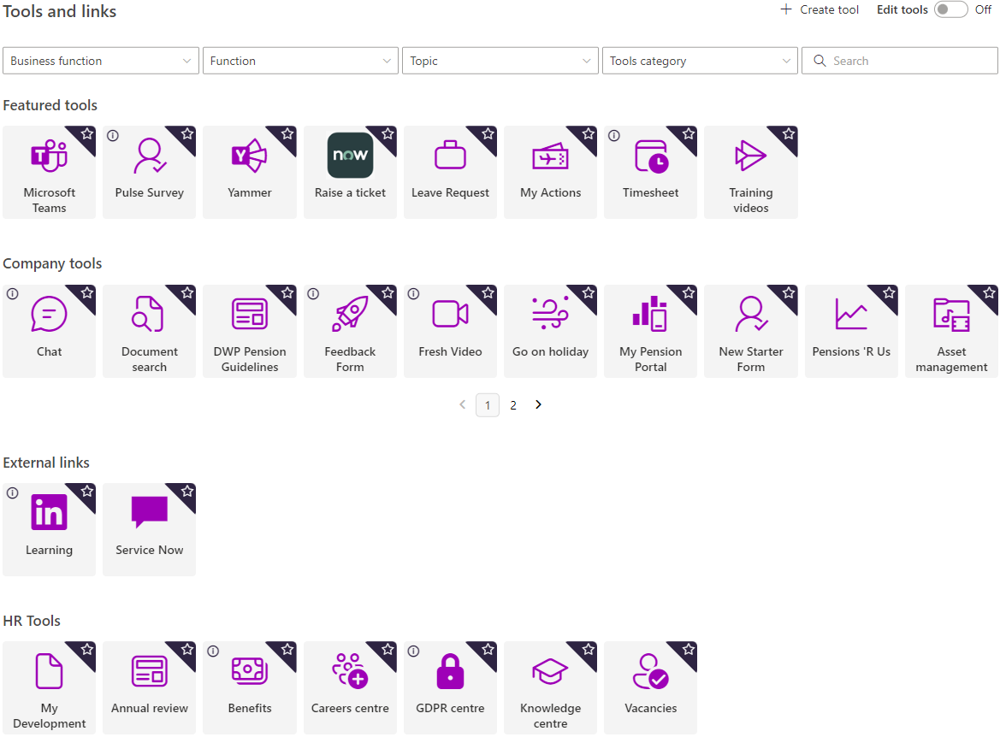 Tools and links
Create tool
Edit tools
Off
Business function
Function
Topic
Tools category
Search
Featured tools
Microsoft
Teams
Pulse Survey
Yammer
now
Raise a ticket
Leave Request
My Actions
Timesheet
Training
videos
Company tools
Chat
Document
search
DWP Pension
Guidelines
Feedback
Form
Fresh Video
Go on holiday
My Pension
Portal
New Starter
Form
Pensions 'R Us
Asset
management
1
2
External links
in
Learning
Service Now
HR Tools
My
Development
Annual review
Benefits
Careers centre
GDPR centre
Knowledge
centre
Vacancies